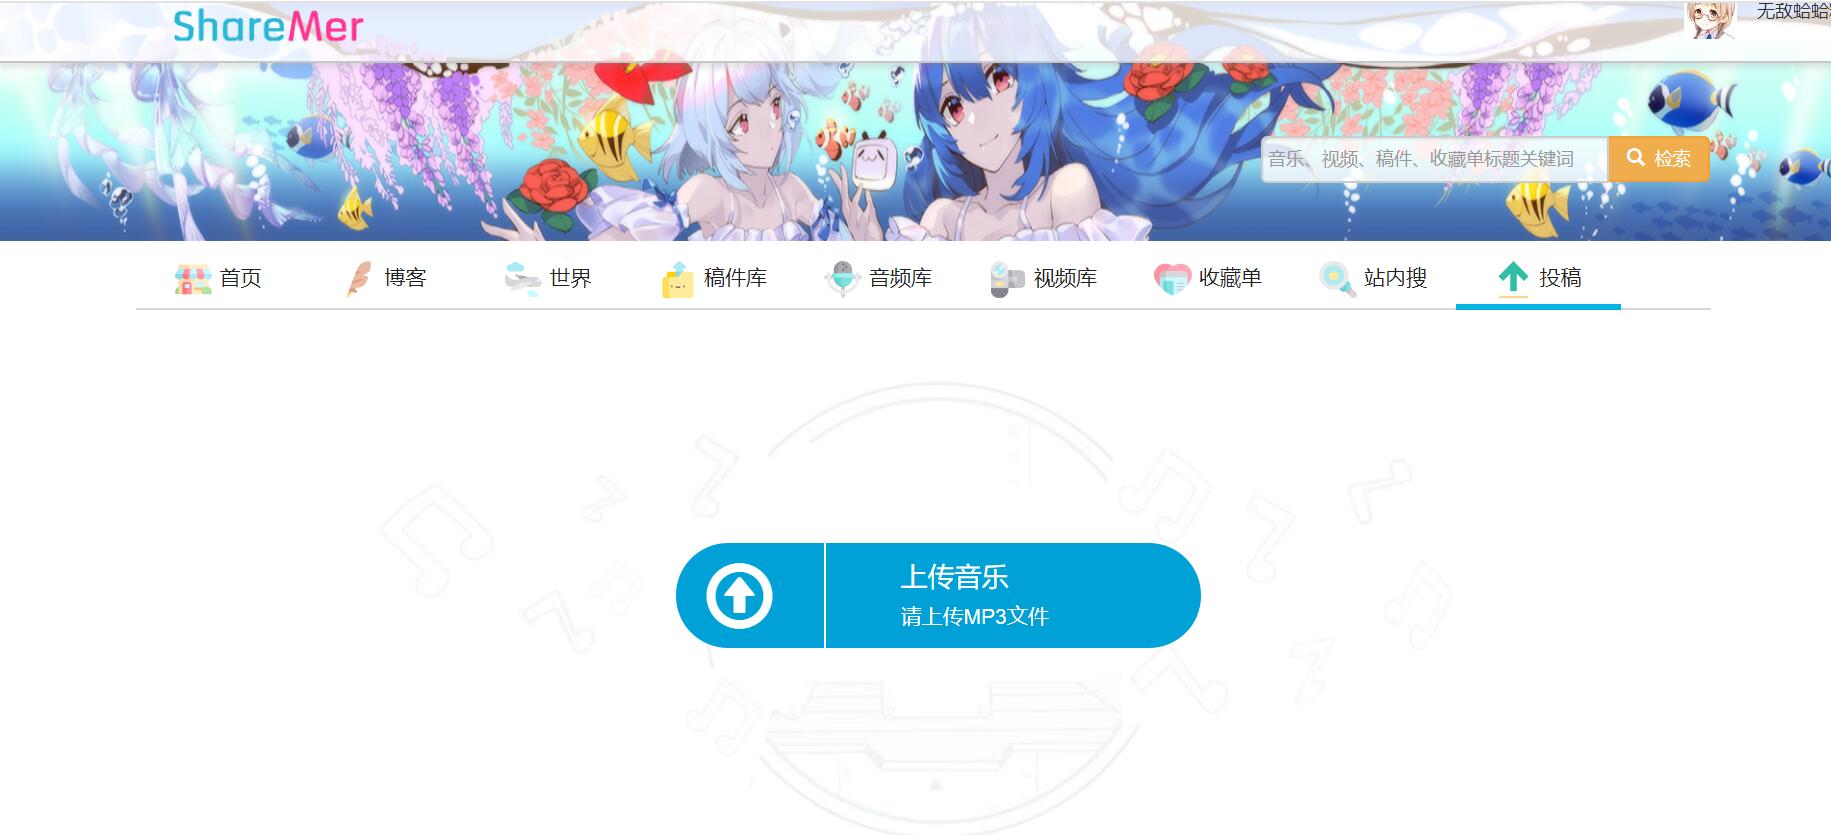 ShareMer
无敌蛤蛤
音乐、视频、稿件、收藏单标题关键词
检索
首页
博客
世界
稿件库
音频库
视频库
收藏单
站内搜
投稿
上传音乐
请上传MP3文件